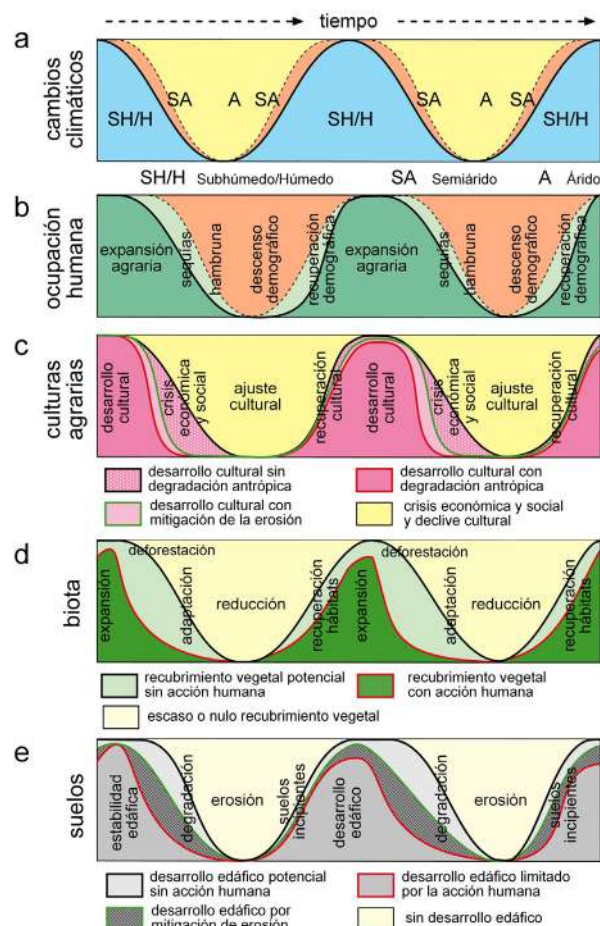 tiempo
a
cambios
climáticos
SH/H
SA
A
SA
SH/H
SA
A
SA
SH/H
SH/H Subhúmedo/Húmedo SA Semiárido A Árido
b
ocupación
humana
expansión
agraria
sequías
hambruna
descenso
demográfico
recuperación
demográfica
expansión
agraria
sequías
hambruna
descenso
demográfico
recuperación
demográfica
c
culturas
agrarias
desarrollo
cultural
crisis
económica
y social
ajuste
cultural
recuperación
cultural
desarrollo
cultural
crisis
económica
y social
ajuste
cultural
recuperación
cultural
desarrollo cultural sin
degradación antrópica
desarrollo cultural con
degradación antrópica
desarrollo cultural con
mitigación de la erosión
crisis económica y social
y declive cultural
d
biota
deforestación
expansión
adaptación
reducción
recuperación
hábitats
deforestación
expansión
adaptación
reducción
recuperación
hábitats
recubrimiento vegetal potencial
sin acción humana
recubrimiento vegetal
con acción humana
escaso o nulo recubrimiento vegetal
e
suelos
estabilidad
edáfica
degradación
erosión
suelos
incipientes
desarrollo
edáfico
degradación
erosión
suelos
incipientes
desarrollo edáfico potencial
sin acción humana
desarrollo edáfico limitado
por la acción humana
desarrollo edáfico por
mitigación de erosión
sin desarrollo edáfico